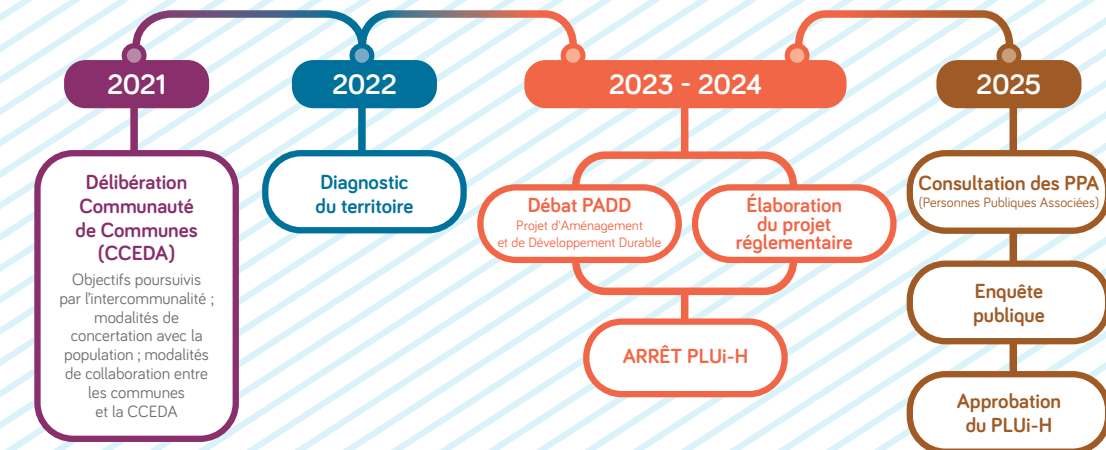 2021
Délibération
Communauté
de Communes
(CCEDA)
Objectifs poursuivis
par l'intercommunalité ;
modalités de
concertation avec la
population ; modalités
de collaboration entre
les communes
et la CCEDA
2022
Diagnostic
du territoire
2023 - 2024
Débat PADD
Projet d'Aménagement
et de Développement Durable
Élaboration
du projet
réglementaire
ARRÊT PLUi-H
2025
Consultation des PPA
(Personnes Publiques Associées)
Enquête
publique
Approbation
du PLUi-H